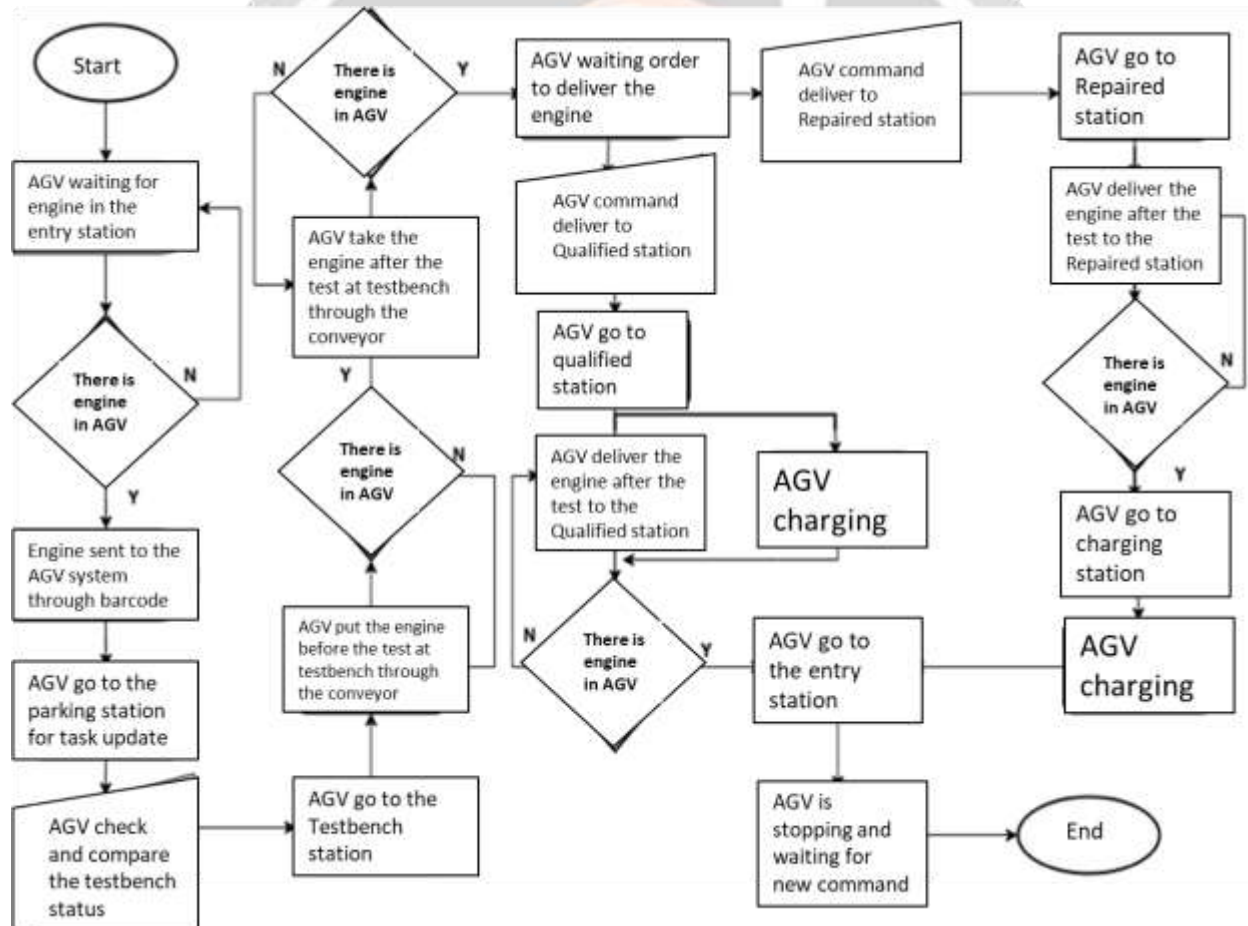 Start
AGV waiting for
engine in the
entry station
There is
engine
in AGV
N
Y
Engine sent to the
AGV system
through barcode
AGV go to the
parking station
for task update
AGV check
and compare
the testbench
status
AGV go to the
Testbench
station
AGV put the engine
before the test at
testbench through
the conveyor
There is
engine
in AGV
N
Y
AGV take the
engine after the
test at testbench
through the
conveyor
There is
engine
in AGV
N
Y
AGV waiting order
to deliver the
engine
AGV command
deliver to
Qualified station
AGV go to
qualified
station
AGV deliver the
engine after the
test to the
Qualified station
AGV
charging
There is
engine
in AGV
N
Y
AGV command
deliver to
Repaired station
AGV go to
Repaired
station
AGV deliver the
engine after the
test to the
Repaired station
There is
engine
in AGV
N
Y
AGV go to
charging
station
AGV
charging
AGV go to
the entry
station
AGV is
stopping and
waiting for
new command
End